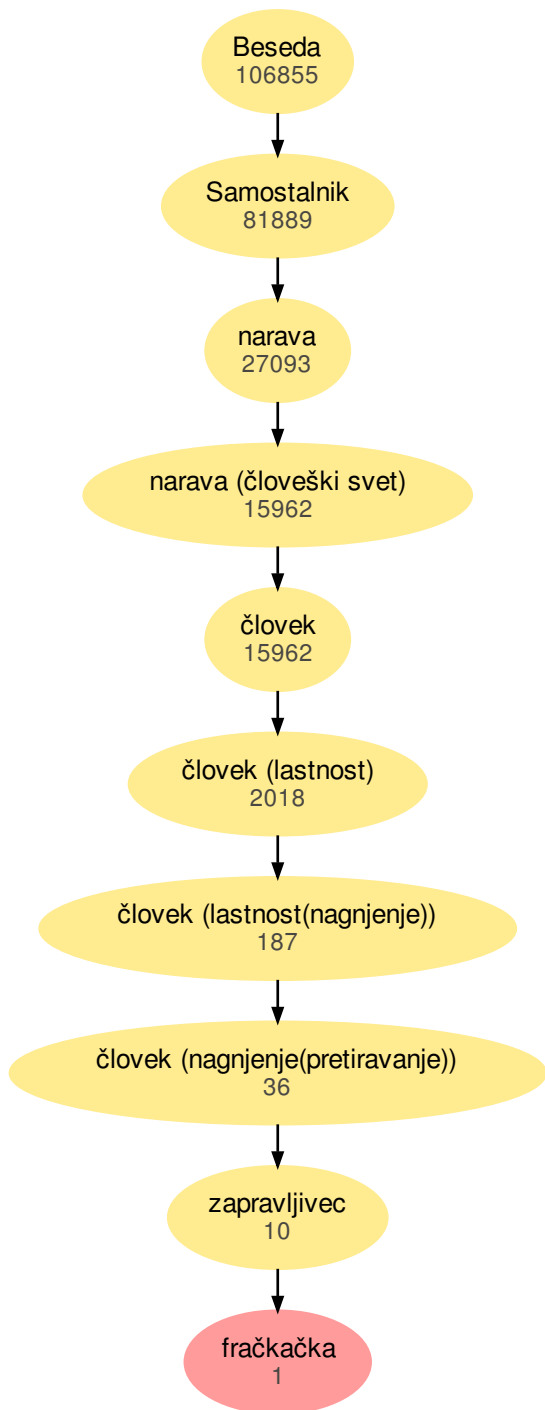 Beseda
106855
Samostalnik
81889
narava
27093
narava (človeški svet)
15962
človek
15962
človek (lastnost)
2018
človek (lastnost(nagnjenje))
187
človek (nagnjenje(pretiravanje))
36
zapravljivec
10
fračkačka
1